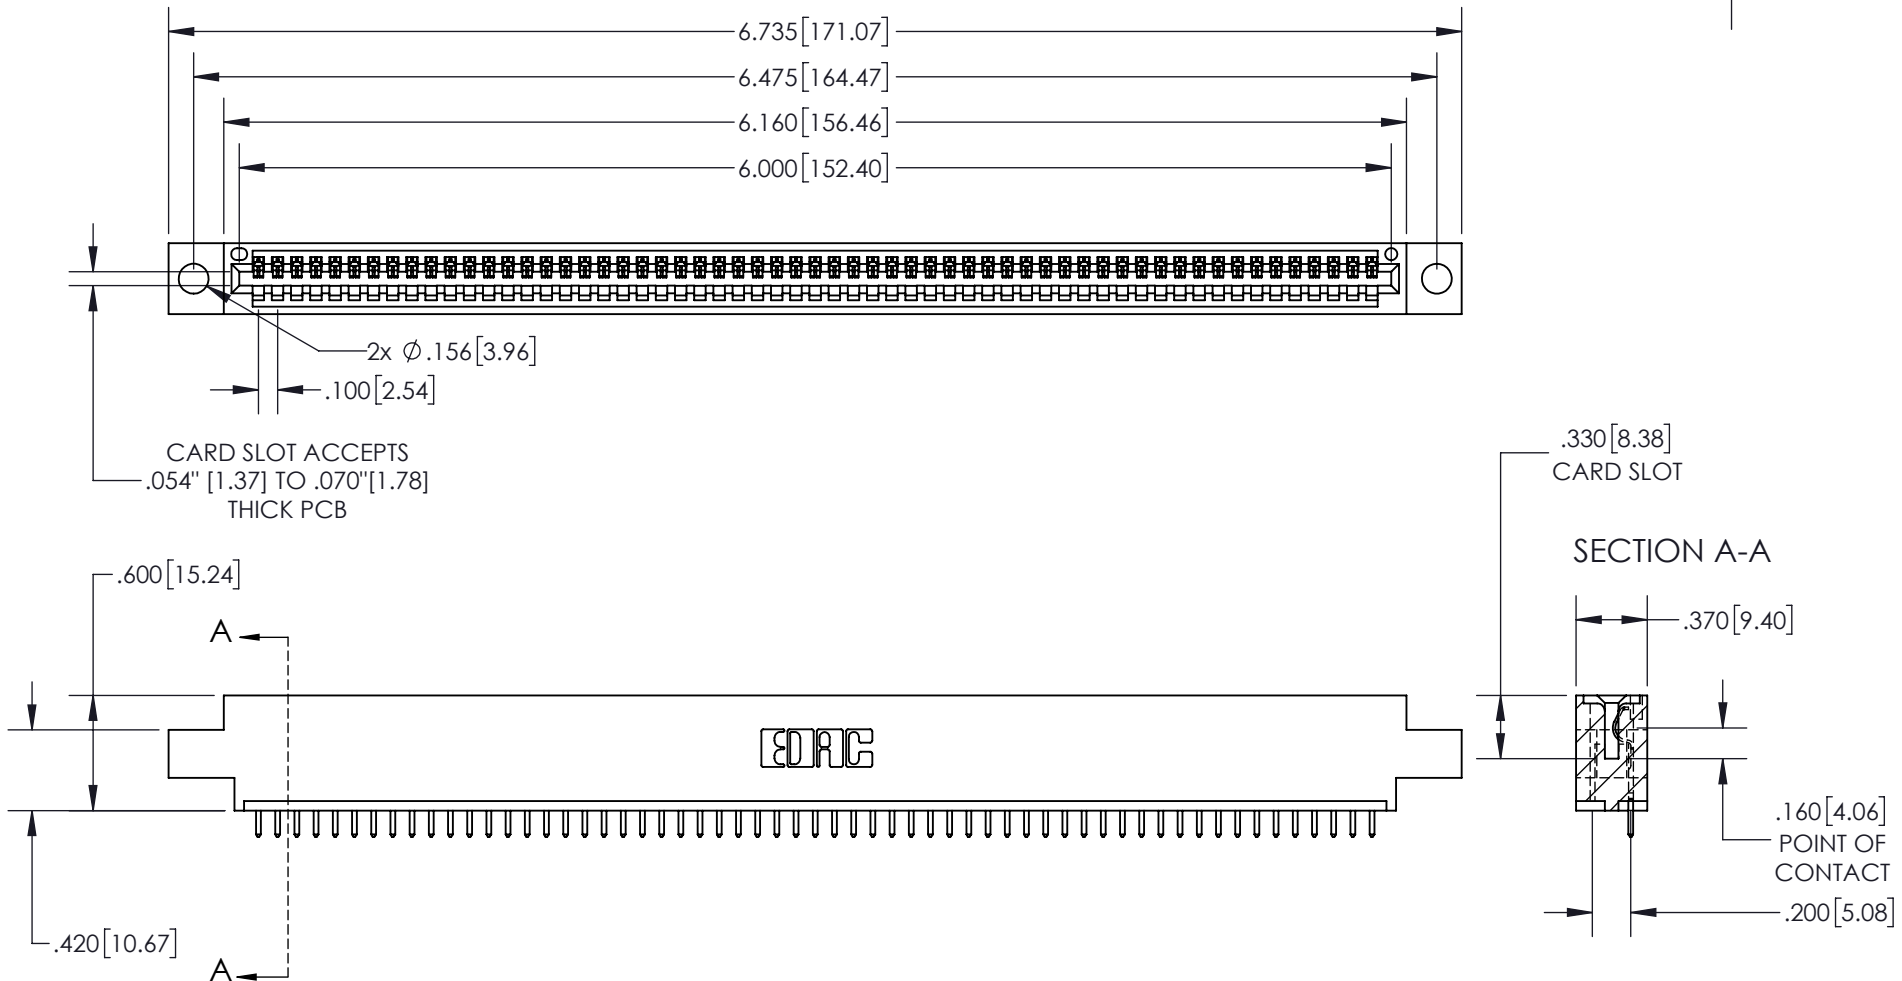 6.735[171.07]
6.475[164.47]
6.160[156.46]
6.000[152.40]
2x Ø.156[3.96]
.100[2.54]
CARD SLOT ACCEPTS
.054" [1.37] TO .070"[1.78]
THICK PCB
.330[8.38]
CARD SLOT
SECTION A-A
.600[15.24]
A
.370[9.40]
EDAC
.160[4.06]
POINT OF
CONTACT
.200[5.08]
.420[10.67]
A